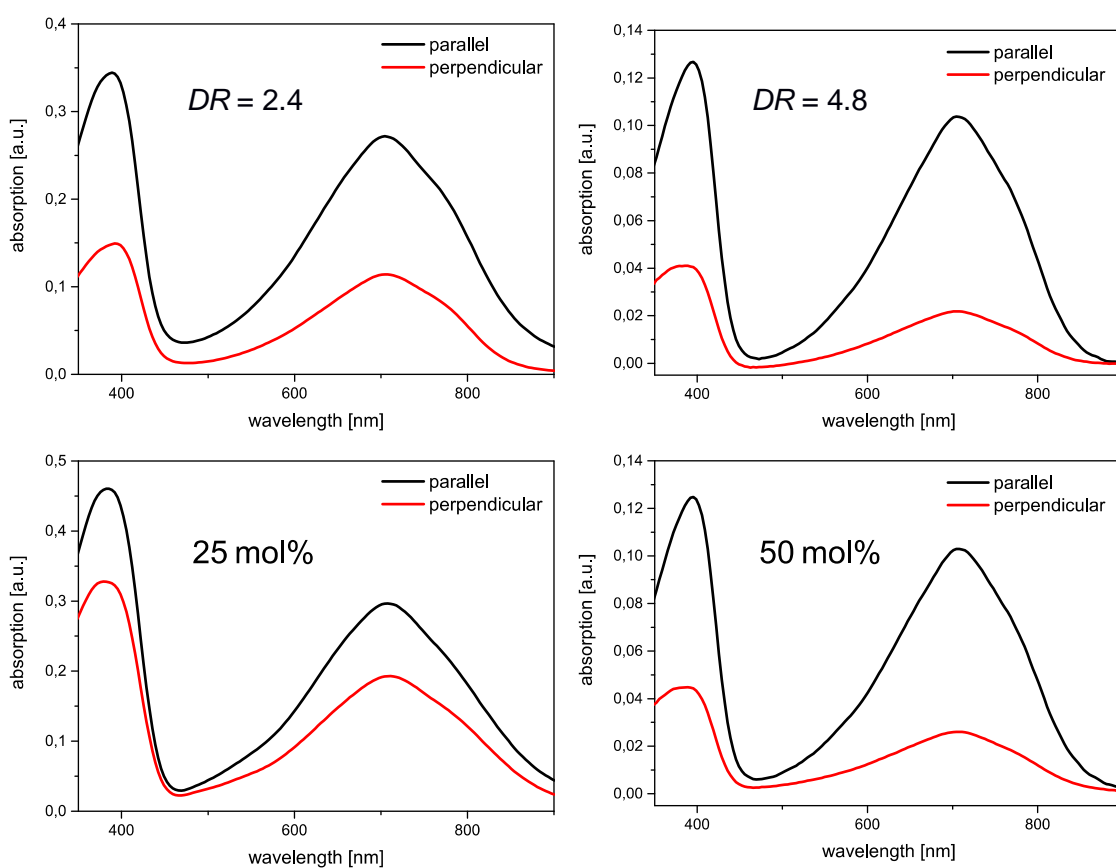 0,4
0,3
0,2
0,1
0,0
absorption [a.u.]
parallel
perpendicular
DR = 2.4
400
600
800
wavelength [nm]
0,14
0,12
0,10
0,08
0,06
0,04
0,02
0,00
absorption [a.u.]
parallel
perpendicular
DR = 4.8
400
600
800
wavelength [nm]
0,5
0,4
0,3
0,2
0,1
0,0
absorption [a.u.]
parallel
perpendicular
25 mol%
400
600
800
wavelength [nm]
0,14
0,12
0,10
0,08
0,06
0,04
0,02
0,00
absorption [a.u.]
parallel
perpendicular
50 mol%
400
600
800
wavelength [nm]